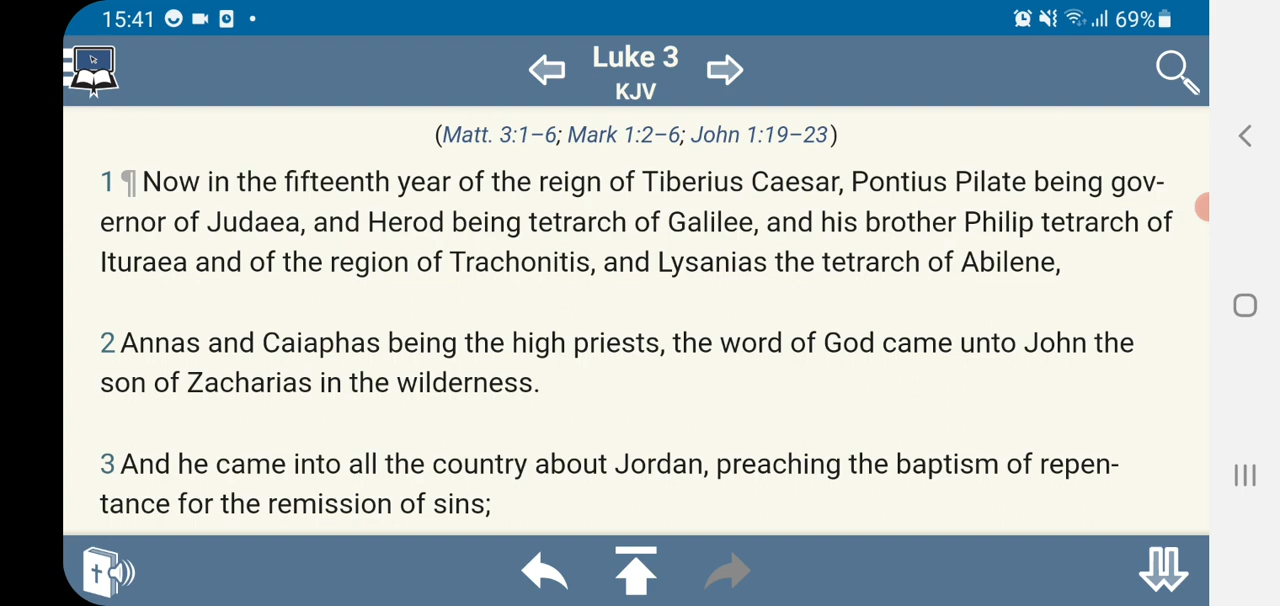 15:41
69%
Luke 3
KJV
(Matt. 3:1–6; Mark 1:2–6; John 1:19–23)
1 ¶ Now in the fifteenth year of the reign of Tiberius Caesar, Pontius Pilate being gov-
ernor of Judaea, and Herod being tetrarch of Galilee, and his brother Philip tetrarch of
Ituraea and of the region of Trachonitis, and Lysanias the tetrarch of Abilene,
2 Annas and Caiaphas being the high priests, the word of God came unto John the
son of Zacharias in the wilderness.
3 And he came into all the country about Jordan, preaching the baptism of repen-
tance for the remission of sins;